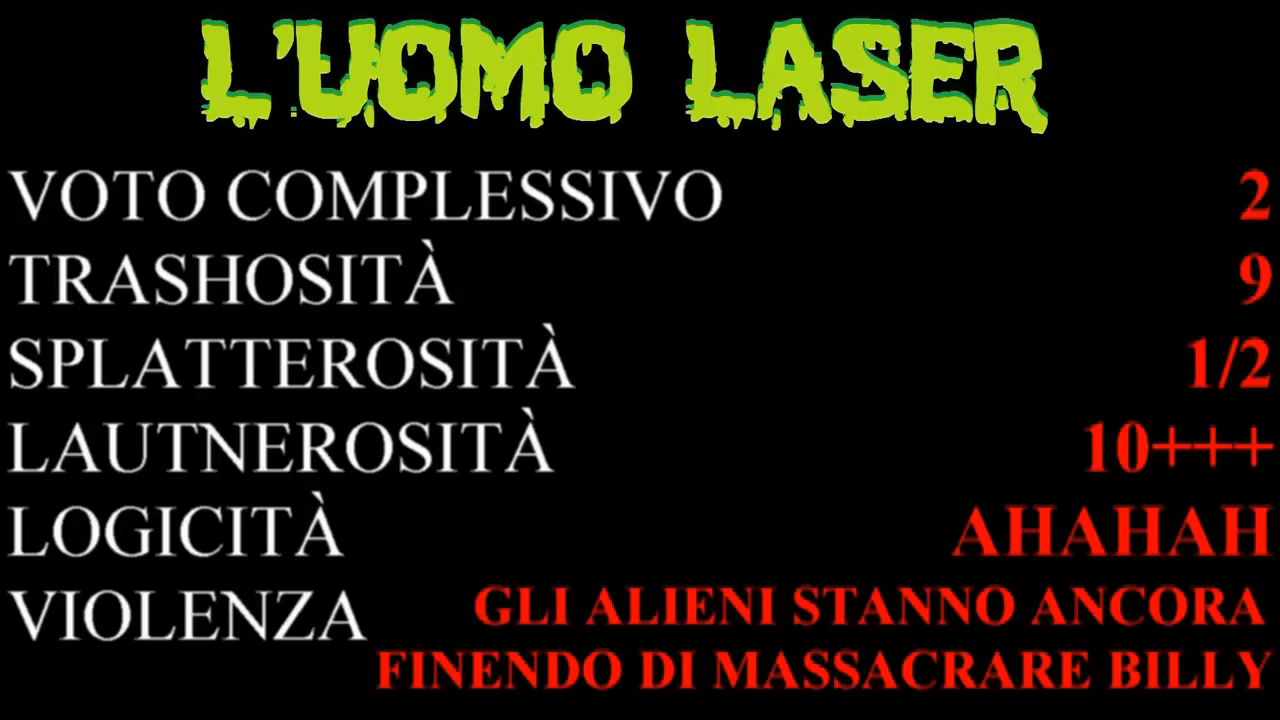 L'UOMO LASER
VOTO COMPLESSIVO 2
TRASHOSITÀ 9
SPLATTEROSITÀ 1/2
LAUTNEROSITÀ 10+++
LOGICITÀ AHAHAH
VIOLENZA GLI ALIENI STANNO ANCORA
FINENDO DI MASSACRARE BILLY